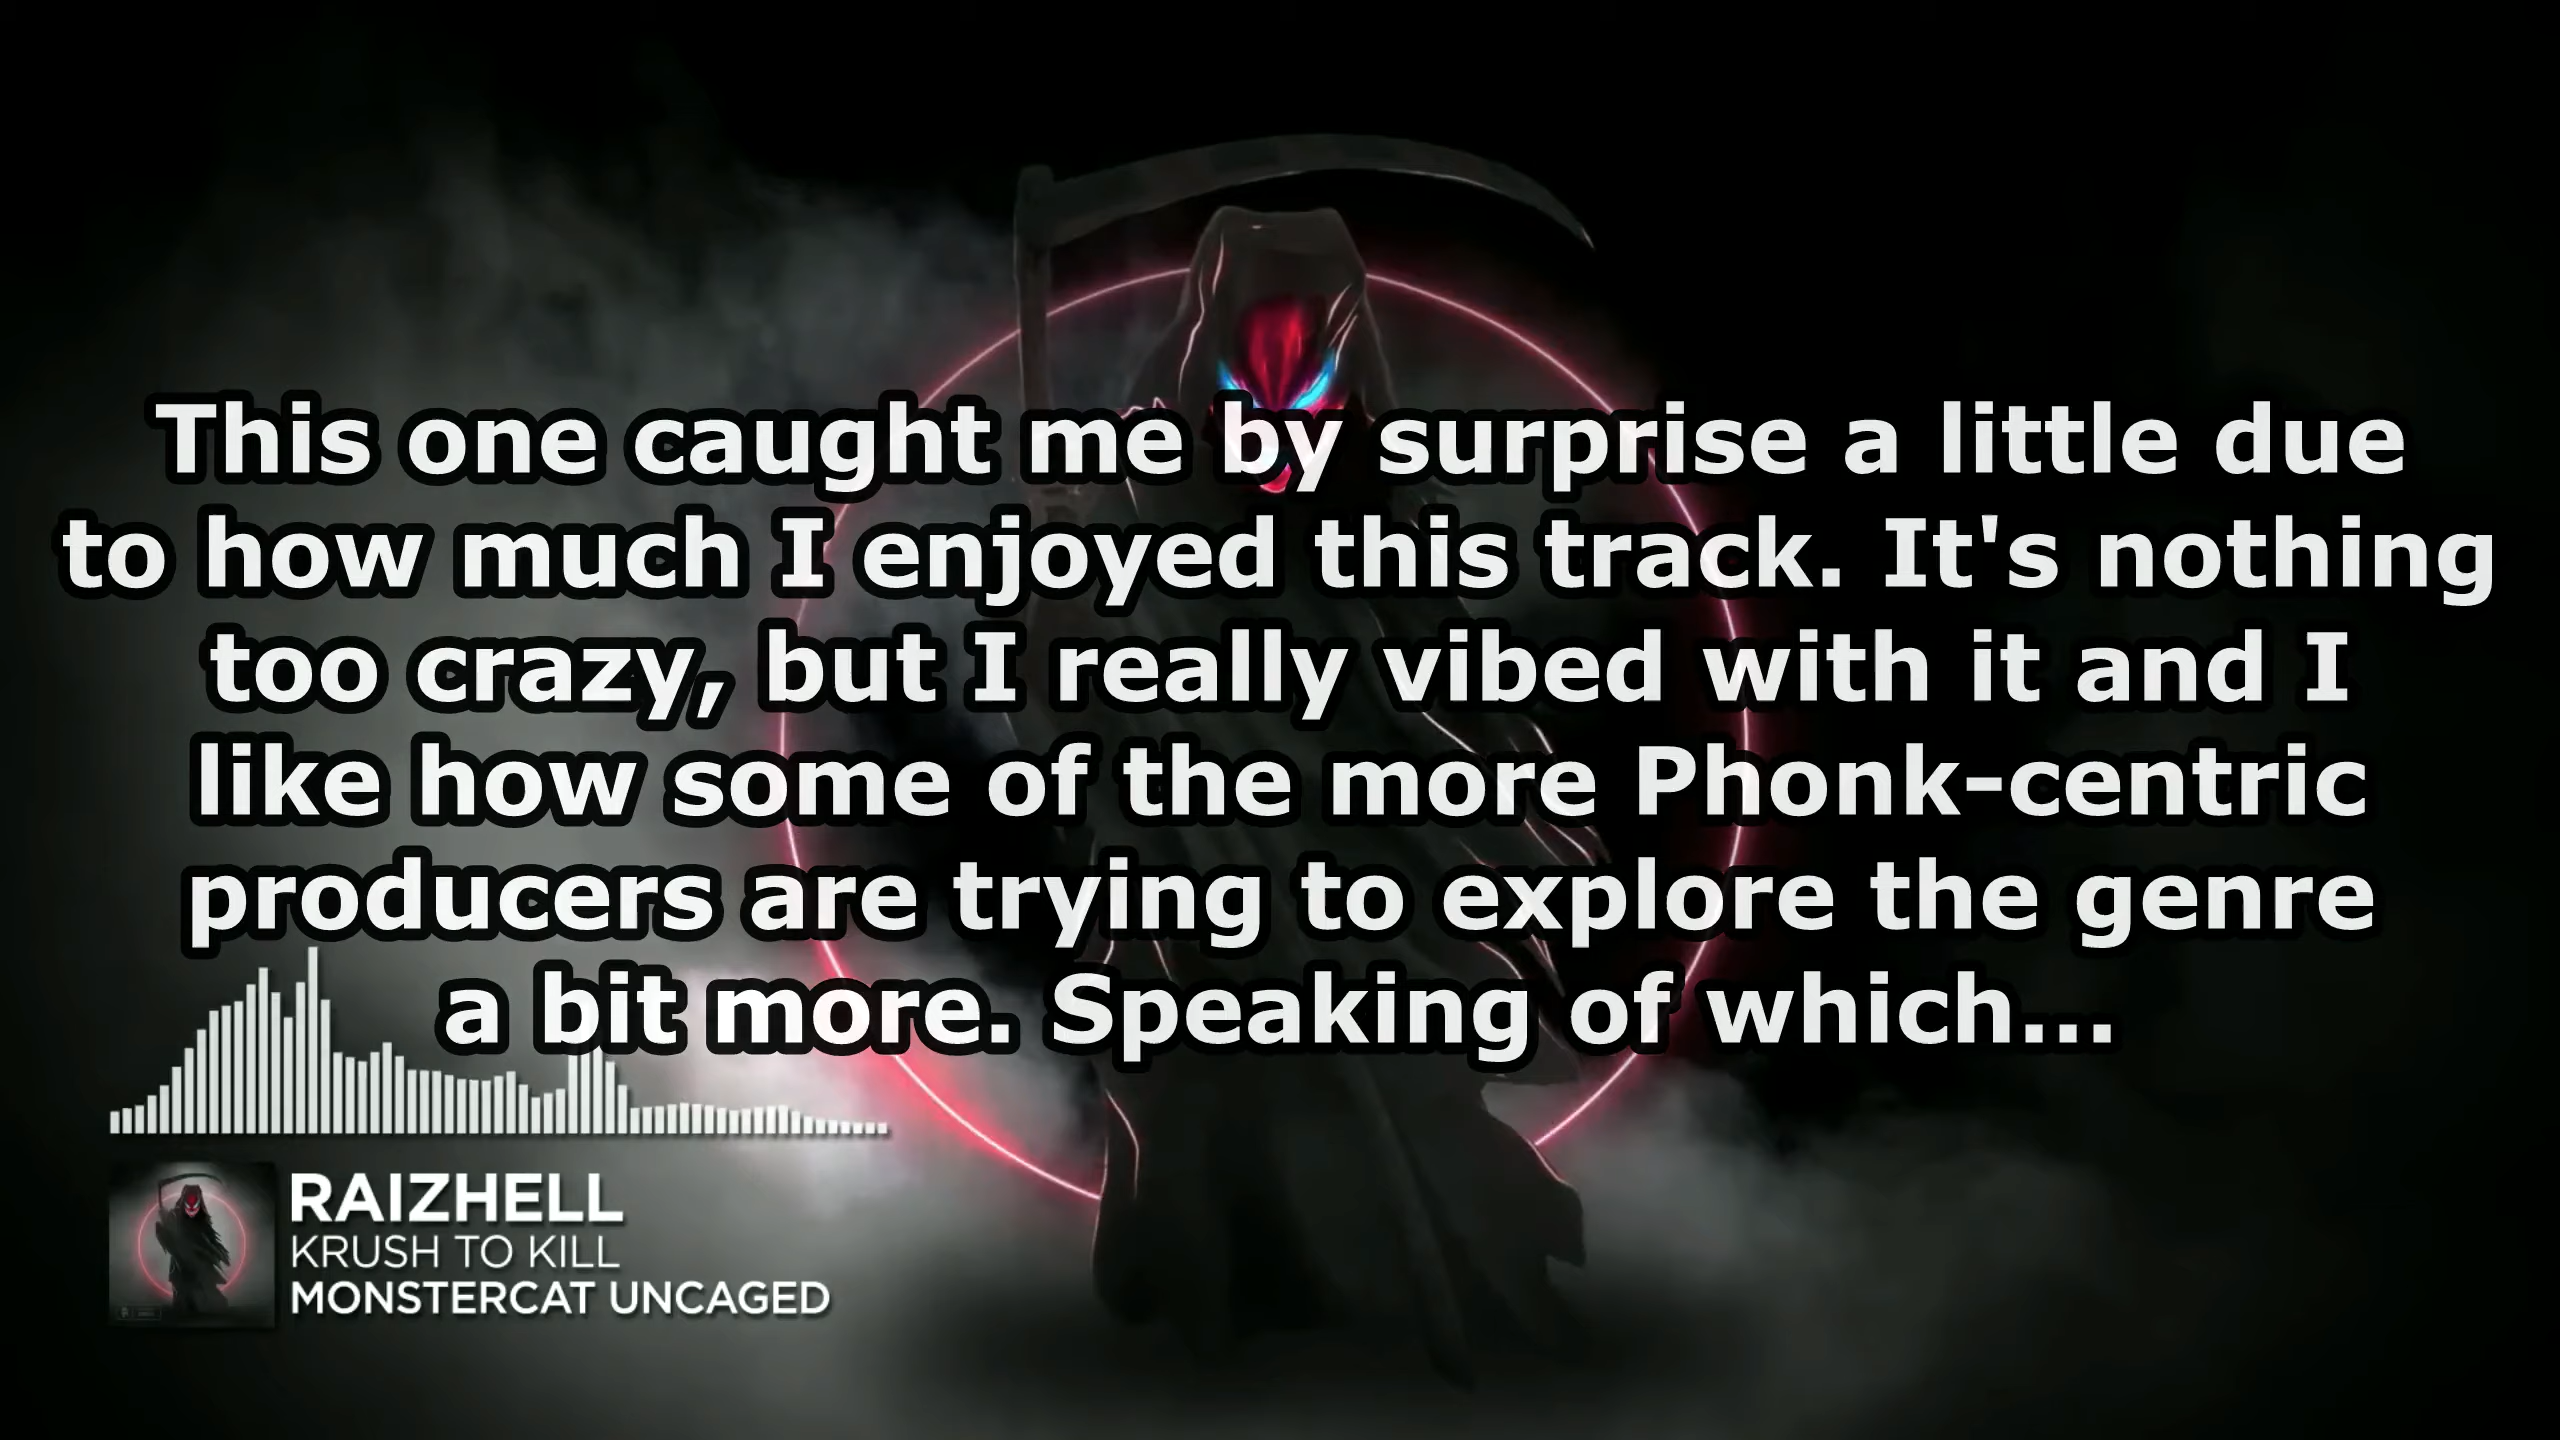 This one caught me by surprise a little due
to how much I enjoyed this track. It's nothing
too crazy, but I really vibed with it and I
like how some of the more Phonk-centric
producers are trying to explore the genre
a bit more. Speaking of which...
RAIZHELL
KRUSH TO KILL
MONSTERCAT UNCAGED